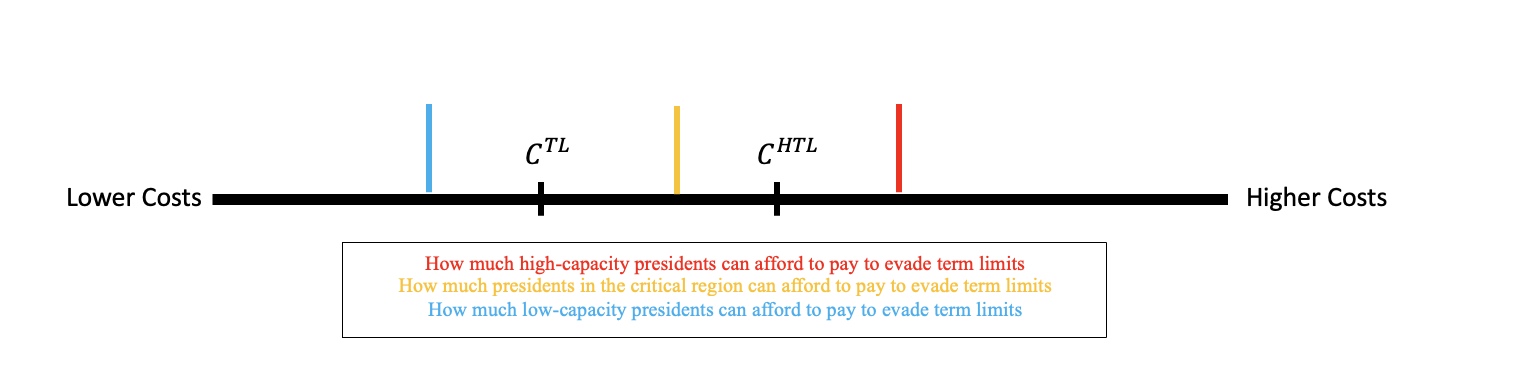 C^{TL} C^{HTL}
Lower Costs Higher Costs
How much high-capacity presidents can afford to pay to evade term limits
How much presidents in the critical region can afford to pay to evade term limits
How much low-capacity presidents can afford to pay to evade term limits